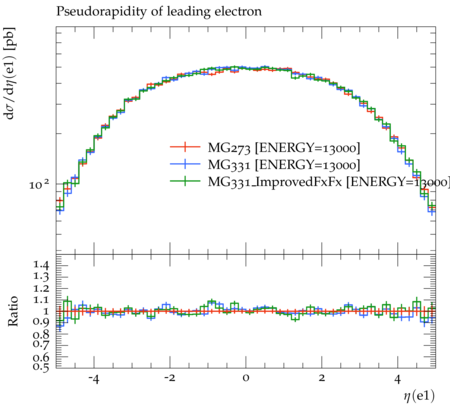 Pseudorapidity of leading electron
dσ/dη(e1) [pb]
MG273 [ENERGY=13000]
MG331 [ENERGY=13000]
MG331_ImprovedFxFx [ENERGY=13000]
10²
Ratio
1.4
1.3
1.2
1.1
1
0.9
0.8
0.7
0.6
0.5
-4 -2 0 2 4
η(e1)